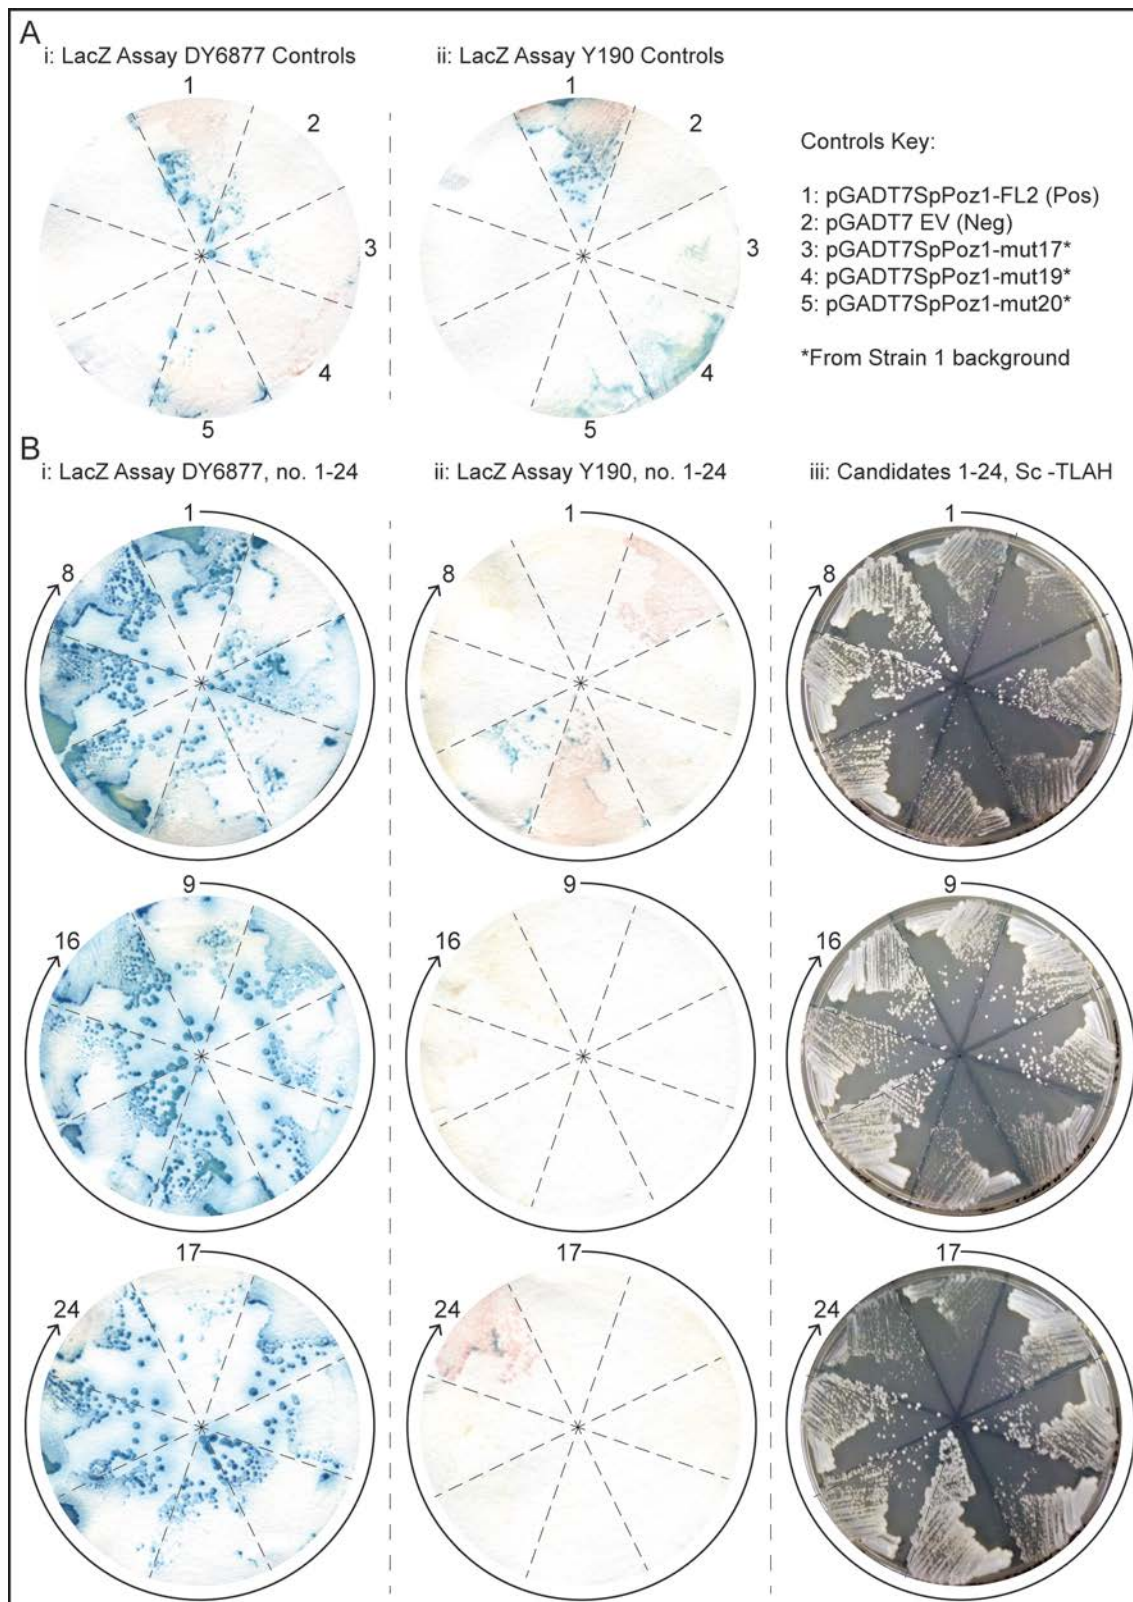 A
i: LacZ Assay DY6877 Controls
ii: LacZ Assay Y190 Controls
1
2
3
4
5
1
2
3
4
5
Controls Key:
1: pGADT7SpPoz1-FL2 (Pos)
2: pGADT7 EV (Neg)
3: pGADT7SpPoz1-mut17*
4: pGADT7SpPoz1-mut19*
5: pGADT7SpPoz1-mut20*
*From Strain 1 background
B
i: LacZ Assay DY6877, no. 1-24
ii: LacZ Assay Y190, no. 1-24
iii: Candidates 1-24, Sc -TLAH
1
8
1
8
1
8
9
16
9
16
9
16
17
24
17
24
17
24